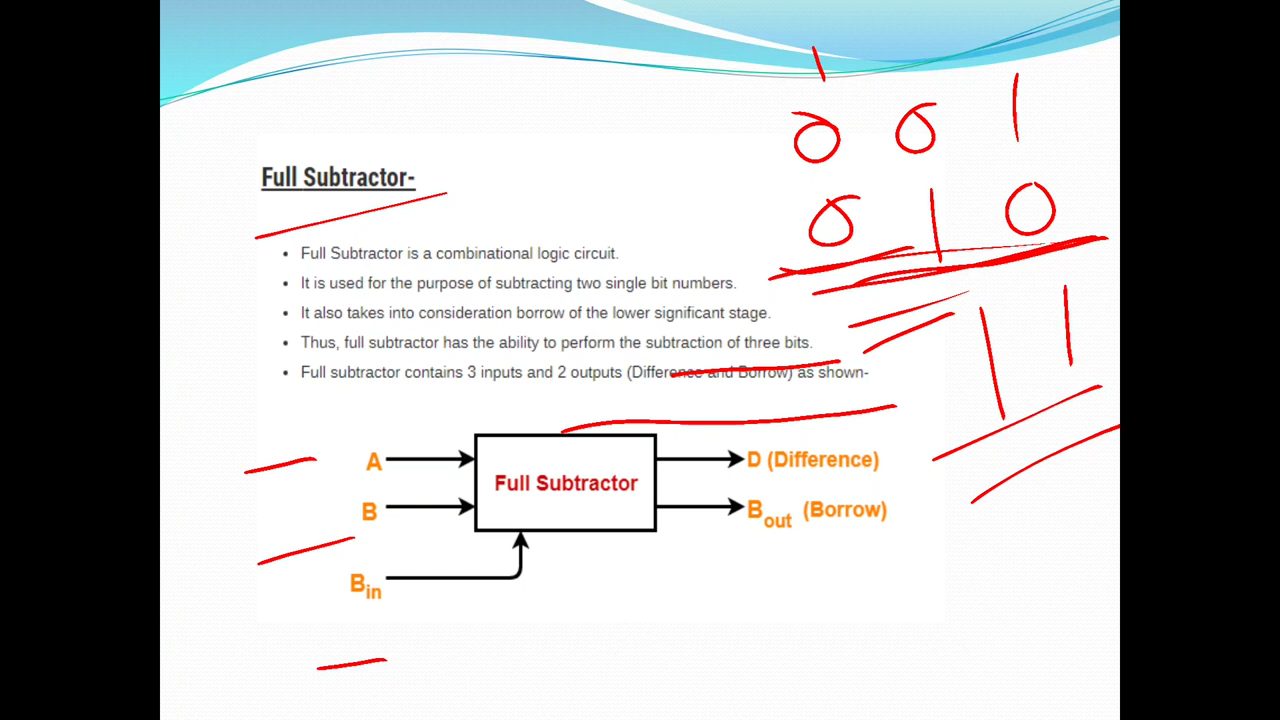 1
0 0 1
Full Subtractor-
0 1 0
Full Subtractor is a combinational logic circuit.
It is used for the purpose of subtracting two single bit numbers.
It also takes into consideration borrow of the lower significant stage.
Thus, full subtractor has the ability to perform the subtraction of three bits.
1 1
Full subtractor contains 3 inputs and 2 outputs (Difference and Borrow) as shown-
A
Full Subtractor
D (Difference)
B
Bout (Borrow)
Bin